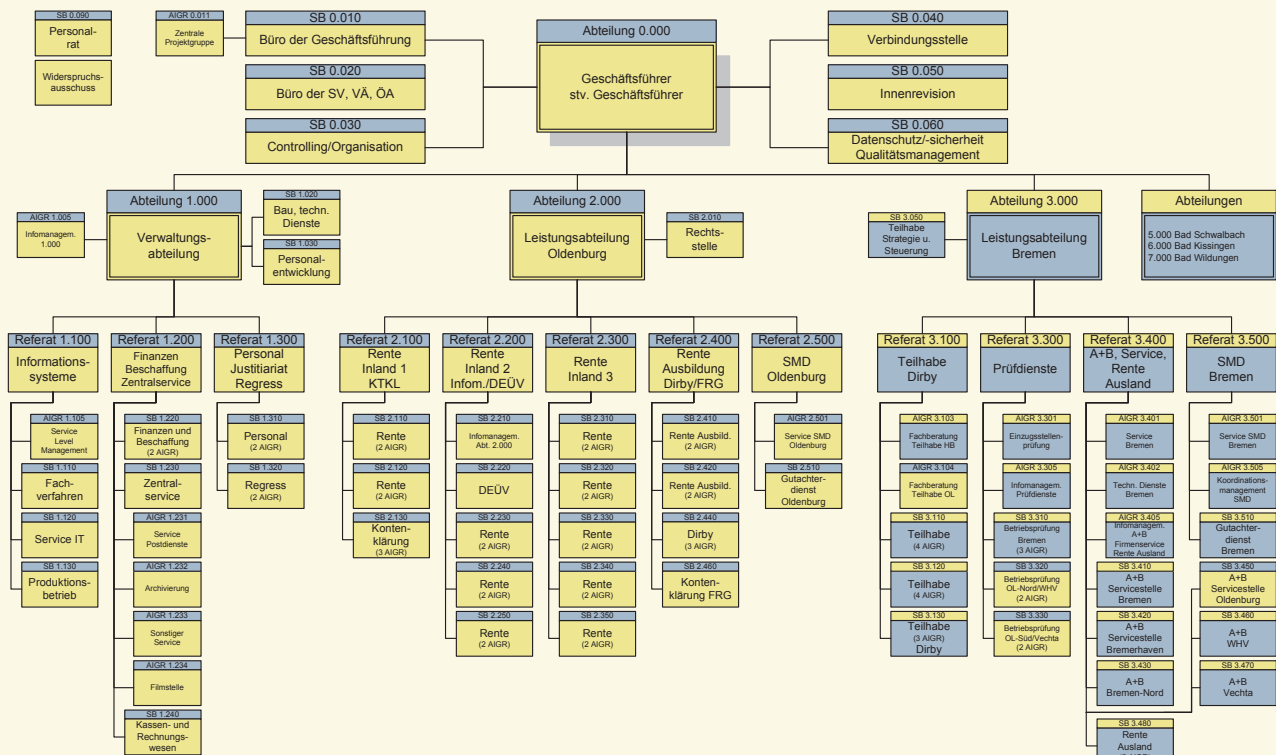 SB 0.090
Personal-
rat
Widerspruchs-
ausschuss
AIGR 0.011
Zentrale
Projektgruppe
SB 0.010
Büro der Geschäftsführung
SB 0.020
Büro der SV, VÄ, ÖA
SB 0.030
Controlling/Organisation
Abteilung 0.000
Geschäftsführer
stv. Geschäftsführer
SB 0.040
Verbindungsstelle
SB 0.050
Innenrevision
SB 0.060
Datenschutz/-sicherheit
Qualitätsmanagement
AIGR 1.005
Infomanagem.
1.000
Abteilung 1.000
Verwaltungs-
abteilung
SB 1.020
Bau, techn.
Dienste
SB 1.030
Personal-
entwicklung
Abteilung 2.000
Leistungsabteilung
Oldenburg
SB 2.010
Rechts-
stelle
SB 3.050
Teilhabe
Strategie u.
Steuerung
Abteilung 3.000
Leistungsabteilung
Bremen
Abteilungen
5.000 Bad Schwalbach
6.000 Bad Kissingen
7.000 Bad Wildungen
Referat 1.100
Informations-
systeme
AIGR 1.105
Service
Level
Management
SB 1.110
Fach-
verfahren
SB 1.120
Service IT
SB 1.130
Produktions-
betrieb
Referat 1.200
Finanzen
Beschaffung
Zentralservice
SB 1.220
Finanzen und
Beschaffung
(2 AIGR)
SB 1.230
Zentral-
service
AIGR 1.231
Service
Postdienste
AIGR 1.232
Archivierung
AIGR 1.233
Sonstiger
Service
AIGR 1.234
Filmstelle
SB 1.240
Kassen- und
Rechnungs-
wesen
Referat 1.300
Personal
Justitiariat
Regress
SB 1.310
Personal
(2 AIGR)
SB 1.320
Regress
(2 AIGR)
Referat 2.100
Rente
Inland 1
KTKL
SB 2.110
Rente
(2 AIGR)
SB 2.120
Rente
(2 AIGR)
SB 2.130
Konten-
klärung
(3 AIGR)
Referat 2.200
Rente
Inland 2
Infom./DEÜV
SB 2.210
Infomanagem.
Abt. 2.000
SB 2.220
DEÜV
SB 2.230
Rente
(2 AIGR)
SB 2.240
Rente
(2 AIGR)
SB 2.250
Rente
(2 AIGR)
Referat 2.300
Rente
Inland 3
SB 2.310
Rente
(2 AIGR)
SB 2.320
Rente
(2 AIGR)
SB 2.330
Rente
(2 AIGR)
SB 2.340
Rente
(2 AIGR)
SB 2.350
Rente
(2 AIGR)
Referat 2.400
Rente
Ausbildung
Dirby/FRG
SB 2.410
Rente Ausbild.
(2 AIGR)
SB 2.420
Rente Ausbild.
(2 AIGR)
SB 2.440
Dirby
(3 AIGR)
SB 2.460
Konten-
klärung FRG
Referat 2.500
SMD
Oldenburg
AIGR 2.501
Service SMD
Oldenburg
SB 2.510
Gutachter-
dienst
Oldenburg
Referat 3.100
Teilhabe
Dirby
AIGR 3.103
Fachberatung
Teilhabe HB
AIGR 3.104
Fachberatung
Teilhabe OL
SB 3.110
Teilhabe
(4 AIGR)
SB 3.120
Teilhabe
(4 AIGR)
SB 3.130
Teilhabe
(3 AIGR)
Dirby
Referat 3.300
Prüfdienste
AIGR 3.301
Einzugsstellen-
prüfung
AIGR 3.305
Infomanagem.
Prüfdienste
SB 3.310
Betriebsprüfung
Bremen
(3 AIGR)
SB 3.320
Betriebsprüfung
OL-Nord/WHV
(2 AIGR)
SB 3.330
Betriebsprüfung
OL-Süd/Vechta
(2 AIGR)
Referat 3.400
A+B, Service,
Rente
Ausland
AIGR 3.401
Service
Bremen
AIGR 3.402
Techn. Dienste
Bremen
AIGR 3.405
Infomanagem.
A+B
Firmenservice
Rente Ausland
SB 3.410
A+B
Servicestelle
Bremen
SB 3.420
A+B
Servicestelle
Bremerhaven
SB 3.430
A+B
Bremen-Nord
SB 3.480
Rente
Ausland
Referat 3.500
SMD
Bremen
AIGR 3.501
Service SMD
Bremen
AIGR 3.505
Koordinations-
management
SMD
SB 3.510
Gutachter-
dienst
Bremen
SB 3.450
A+B
Servicestelle
Oldenburg
SB 3.460
A+B
WHV
SB 3.470
A+B
Vechta